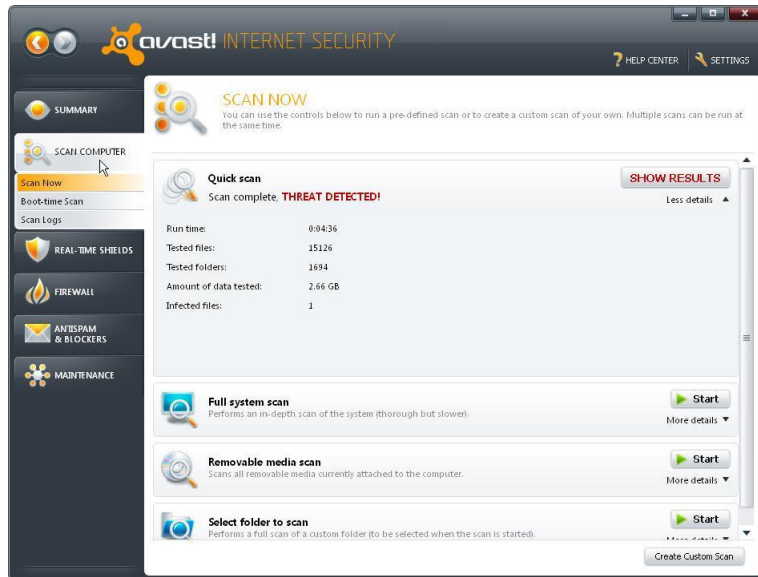 avast! INTERNET SECURITY
HELP CENTER
SETTINGS
SUMMARY
SCAN COMPUTER
Scan Now
Boot-time Scan
Scan Logs
REAL-TIME SHIELDS
FIREWALL
ANTISPAM
& BLOCKERS
MAINTENANCE
SCAN NOW
You can use the controls below to run a pre-defined scan or to create a custom scan of your own. Multiple scans can be run at
the same time.
Quick scan
SHOW RESULTS
Scan complete, THREAT DETECTED!
Less details
Run time: 0:04:36
Tested files: 15126
Tested folders: 1694
Amount of data tested: 2.66 GB
Infected files: 1
Full system scan
Start
Performs an in-depth scan of the system (thorough but slower).
More details
Removable media scan
Start
Scans all removable media currently attached to the computer.
More details
Select folder to scan
Start
Performs a full scan of a custom folder (to be selected when the scan is started).
More details
Create Custom Scan